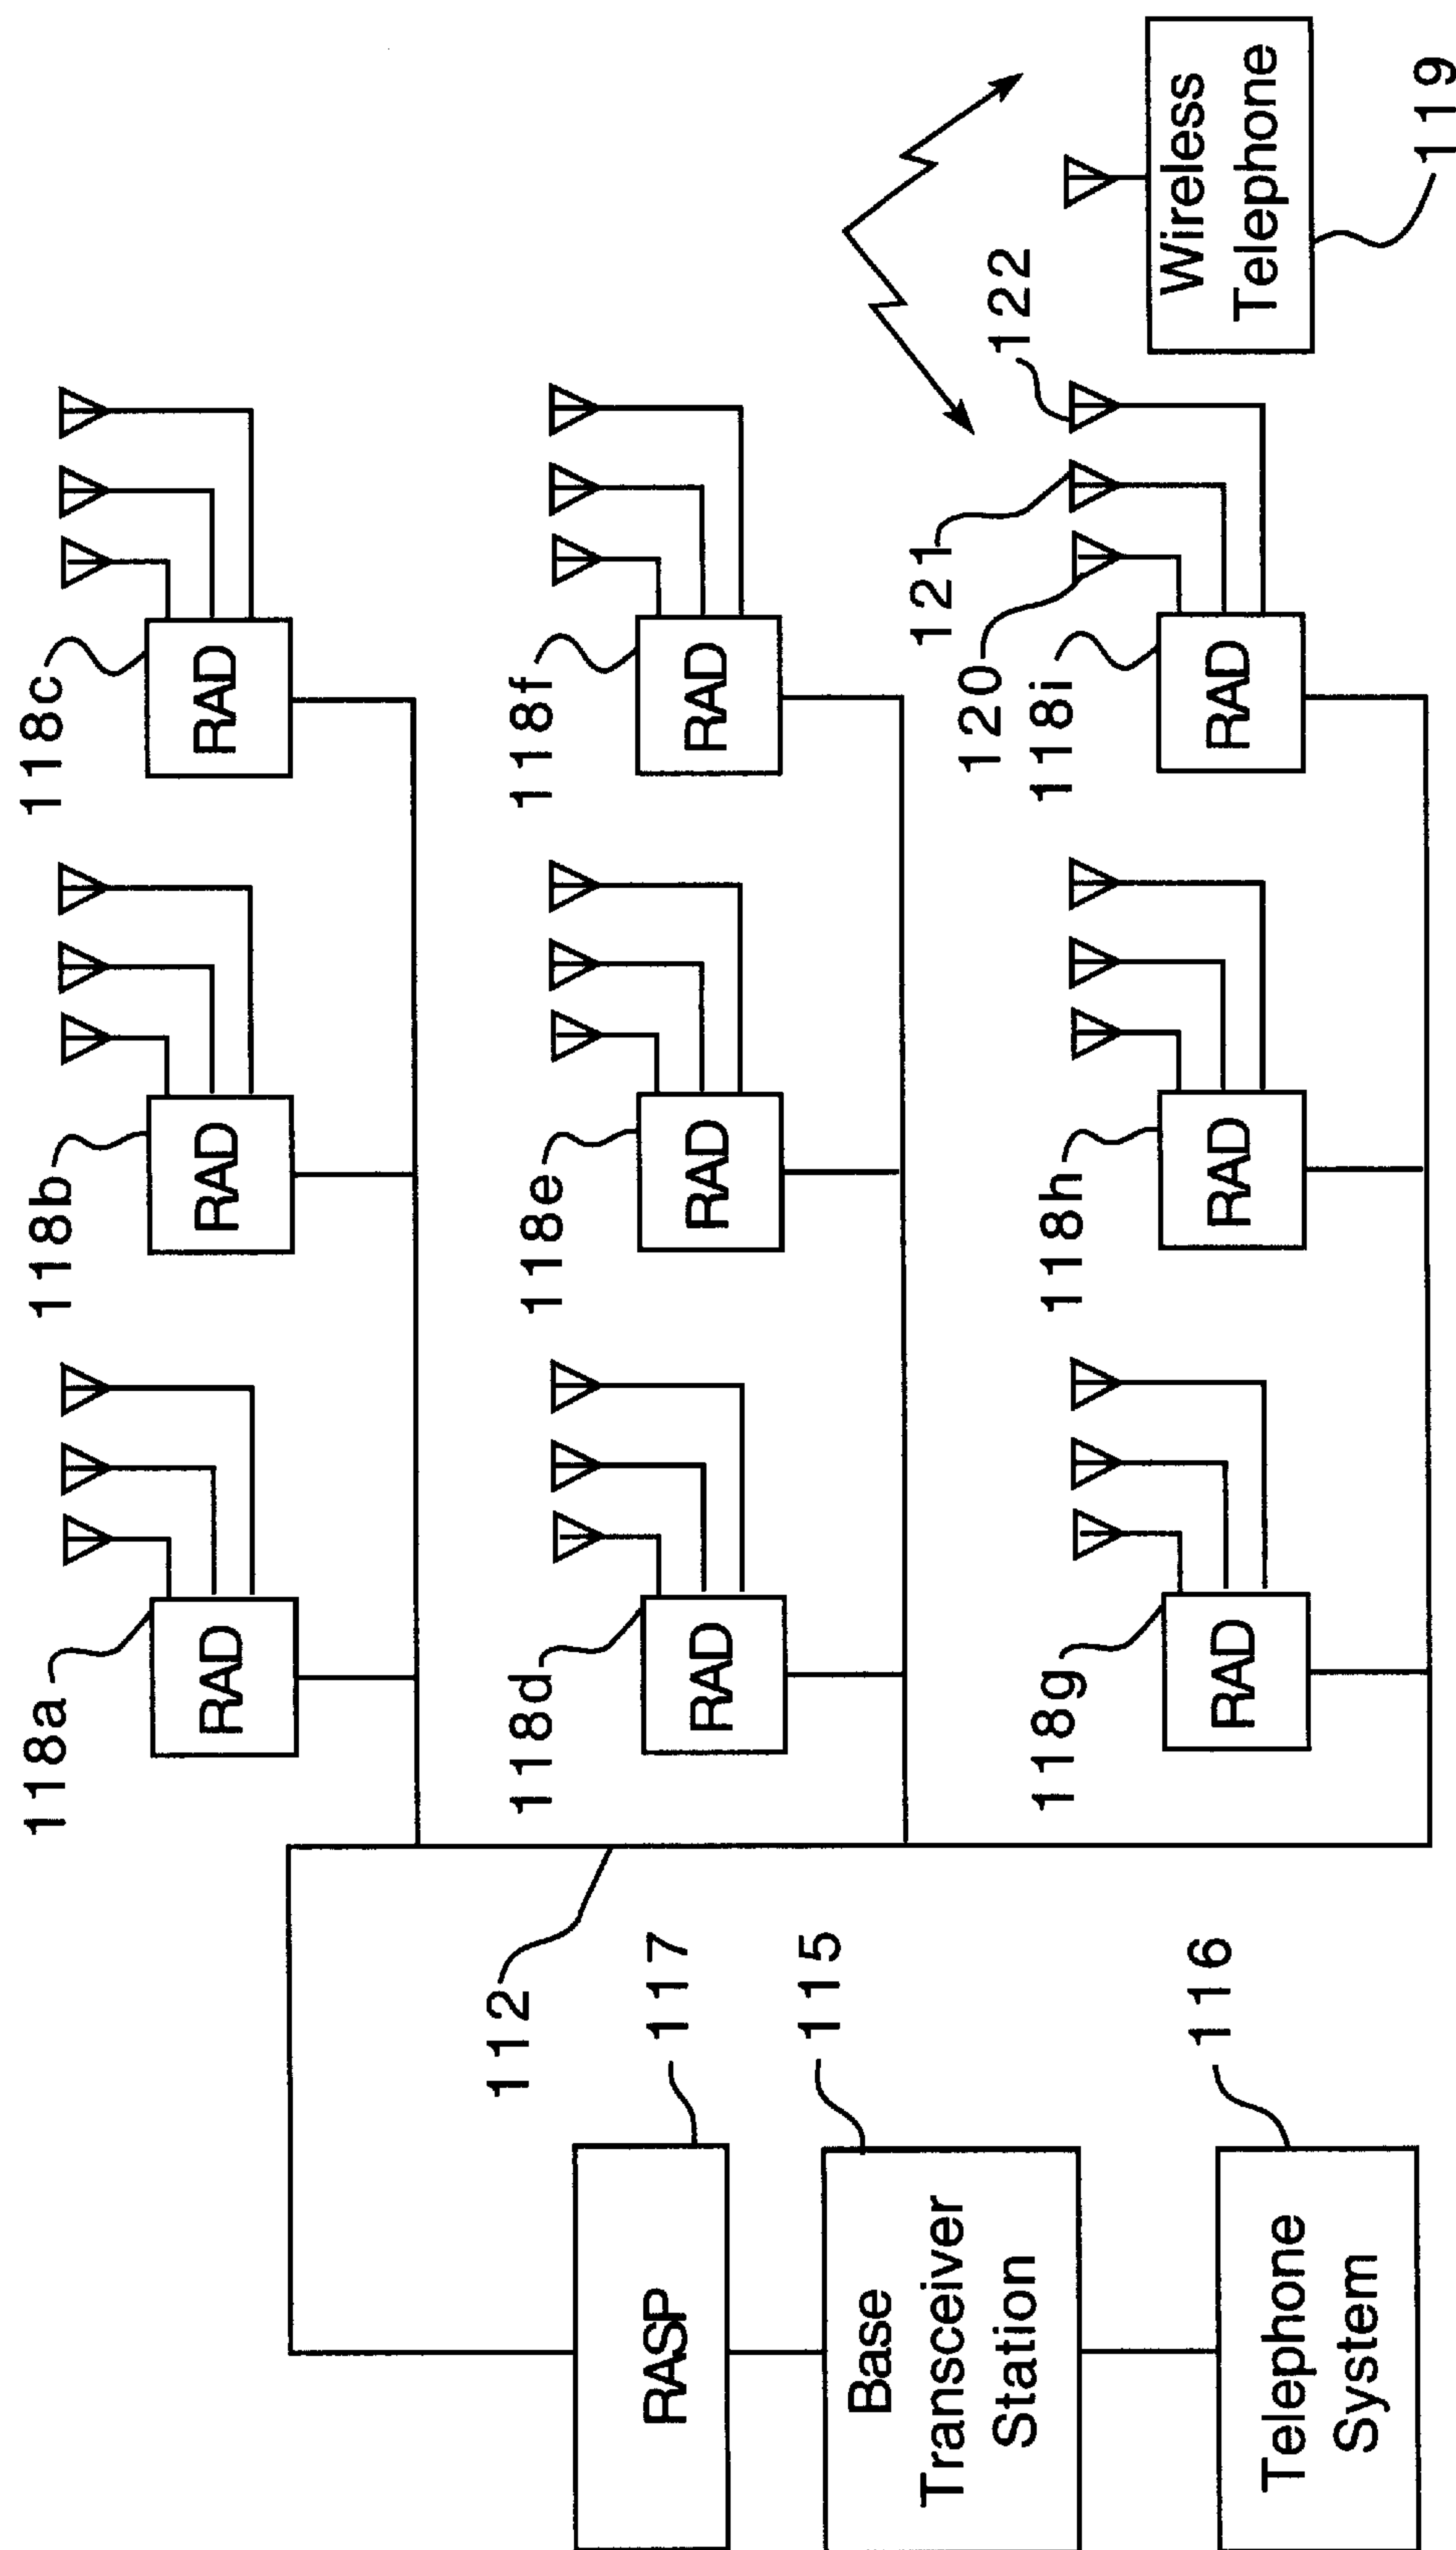 118a
118b
118c
RAD
RAD
RAD
118d
118e
118f
RAD
RAD
RAD
112
117
RASP
115
Base
Transceiver
Station
116
Telephone
System
121
120
122
118g
118h
118i
RAD
RAD
RAD
Wireless
Telephone
119